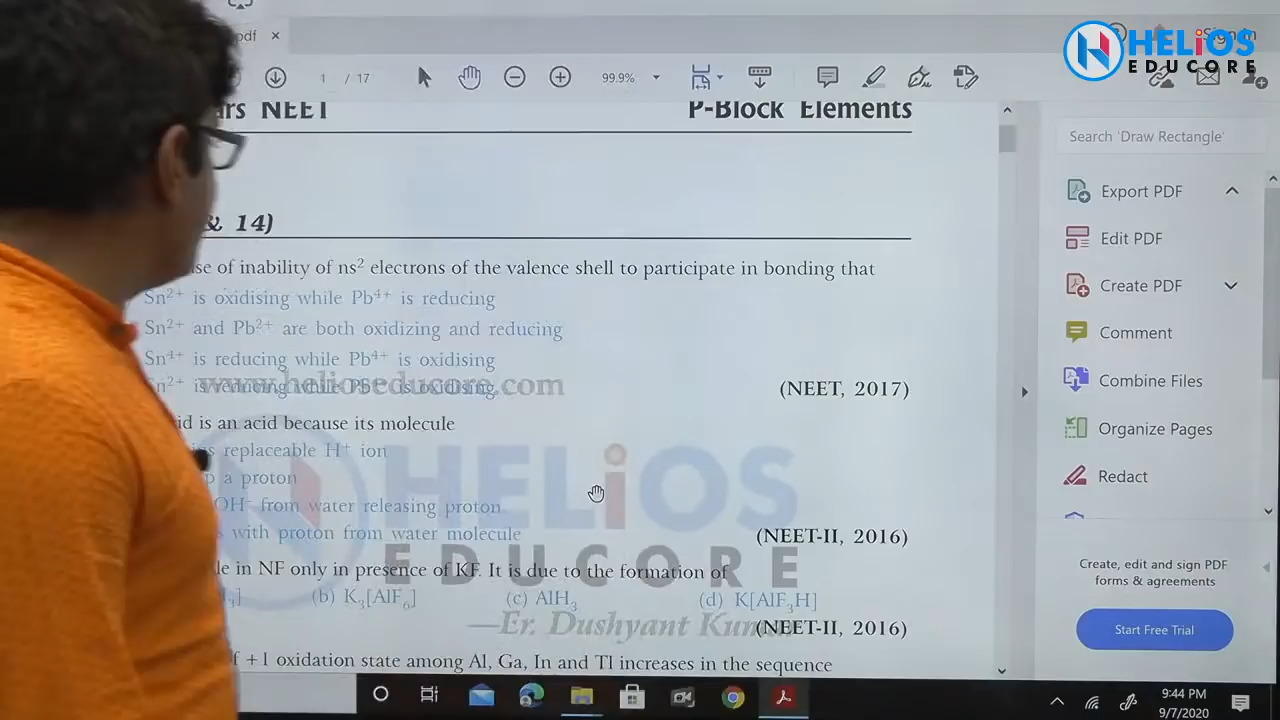 pdf ×
HELiOS
EDUCORE
Sign In
1 / 17
99.9%
ars NEET
P-Block Elements
& 14)
se of inability of ns² electrons of the valence shell to participate in bonding that
Sn²⁺ is oxidising while Pb⁴⁺ is reducing
Sn²⁺ and Pb²⁺ are both oxidizing and reducing
Sn⁴⁺ is reducing while Pb⁴⁺ is oxidising
Sn²⁺ is reducing while Pb⁴⁺ is oxidising.
www.helioseducore.com
(NEET, 2017)
id is an acid because its molecule
replaceable H⁺ ion
a proton
OH⁻ from water releasing proton
with proton from water molecule
(NEET-II, 2016)
HELiOS
EDUCORE
le in NF only in presence of KF. It is due to the formation of
(b) K₃[AlF₆] (c) AlH₃ (d) K[AlF₃H]
—Er. Dushyant Kum
(NEET-II, 2016)
f +1 oxidation state among Al, Ga, In and Tl increases in the sequence
Search 'Draw Rectangle'
Export PDF
Edit PDF
Create PDF
Comment
Combine Files
Organize Pages
Redact
Create, edit and sign PDF
forms & agreements
Start Free Trial
9:44 PM
9/7/2020